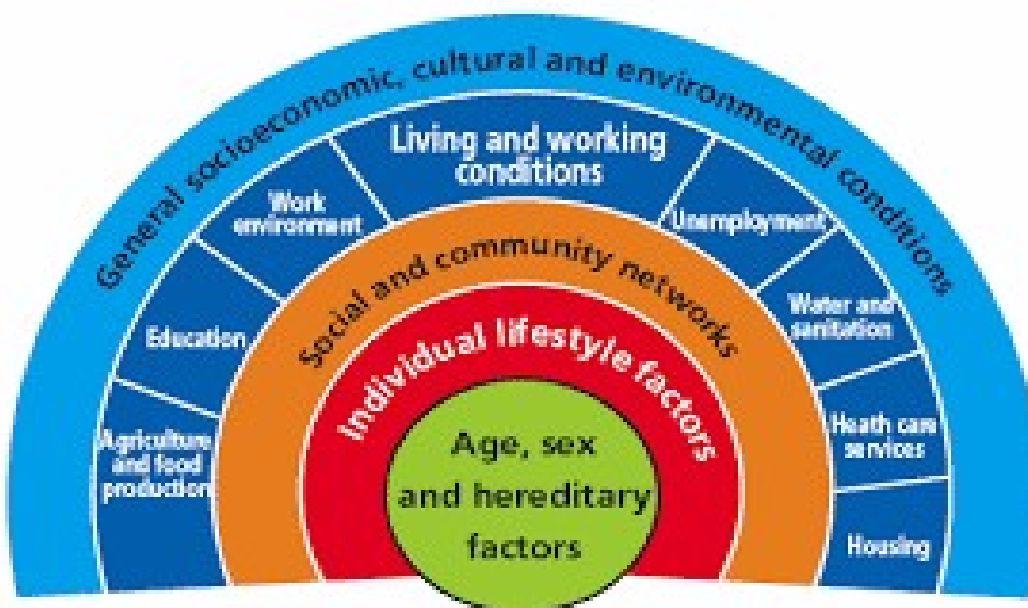 General socioeconomic, cultural and environmental conditions
Living and working
conditions
Work
environment
Unemployment
Education
Water and
sanitation
Agriculture
and food
production
Heath care
services
Housing
Social and community networks
Individual lifestyle factors
Age, sex
and hereditary
factors